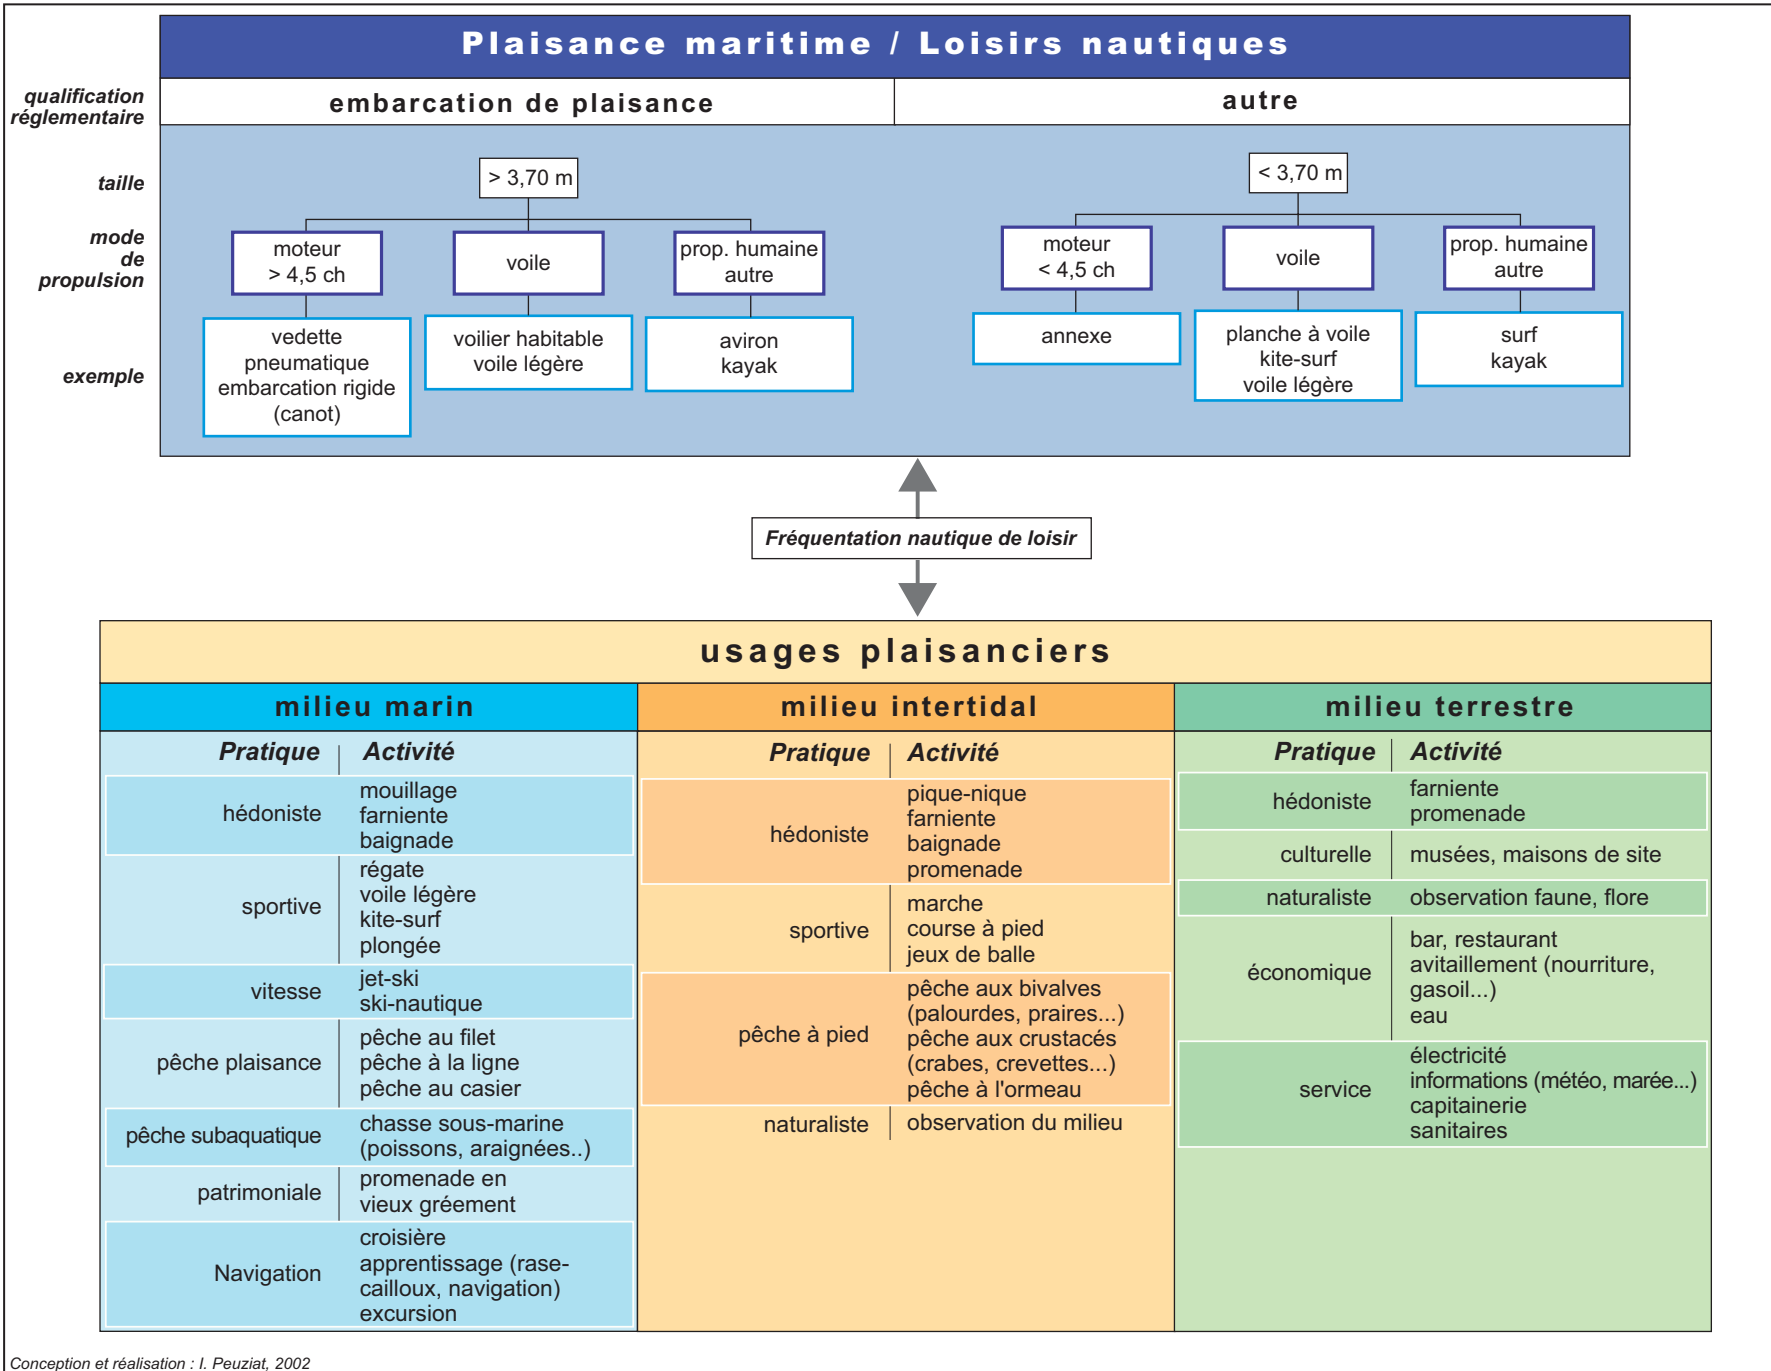 Plaisance maritime / Loisirs nautiques
qualification
réglementaire
embarcation de plaisance
autre
taille
> 3,70 m
< 3,70 m
mode
de
propulsion
moteur
> 4,5 ch
voile
prop. humaine
autre
moteur
< 4,5 ch
voile
prop. humaine
autre
exemple
vedette
pneumatique
embarcation rigide
(canot)
voilier habitable
voile légère
aviron
kayak
annexe
planche à voile
kite-surf
voile légère
surf
kayak
Fréquentation nautique de loisir
usages plaisanciers
milieu marin
Pratique
Activité
hédoniste
mouillage
farniente
baignade
sportive
régate
voile légère
kite-surf
plongée
vitesse
jet-ski
ski-nautique
pêche plaisance
pêche au filet
pêche à la ligne
pêche au casier
pêche subaquatique
chasse sous-marine
(poissons, araignées..)
patrimoniale
promenade en
vieux gréement
Navigation
croisière
apprentissage (rase-
cailloux, navigation)
excursion
milieu intertidal
Pratique
Activité
hédoniste
pique-nique
farniente
baignade
promenade
sportive
marche
course à pied
jeux de balle
pêche à pied
pêche aux bivalves
(palourdes, praires...)
pêche aux crustacés
(crabes, crevettes...)
pêche à l'ormeau
naturaliste
observation du milieu
milieu terrestre
Pratique
Activité
hédoniste
farniente
promenade
culturelle
musées, maisons de site
naturaliste
observation faune, flore
économique
bar, restaurant
avitaillement (nourriture,
gasoil...)
eau
service
électricité
informations (météo, marée...)
capitainerie
sanitaires
Conception et réalisation : I. Peuziat, 2002